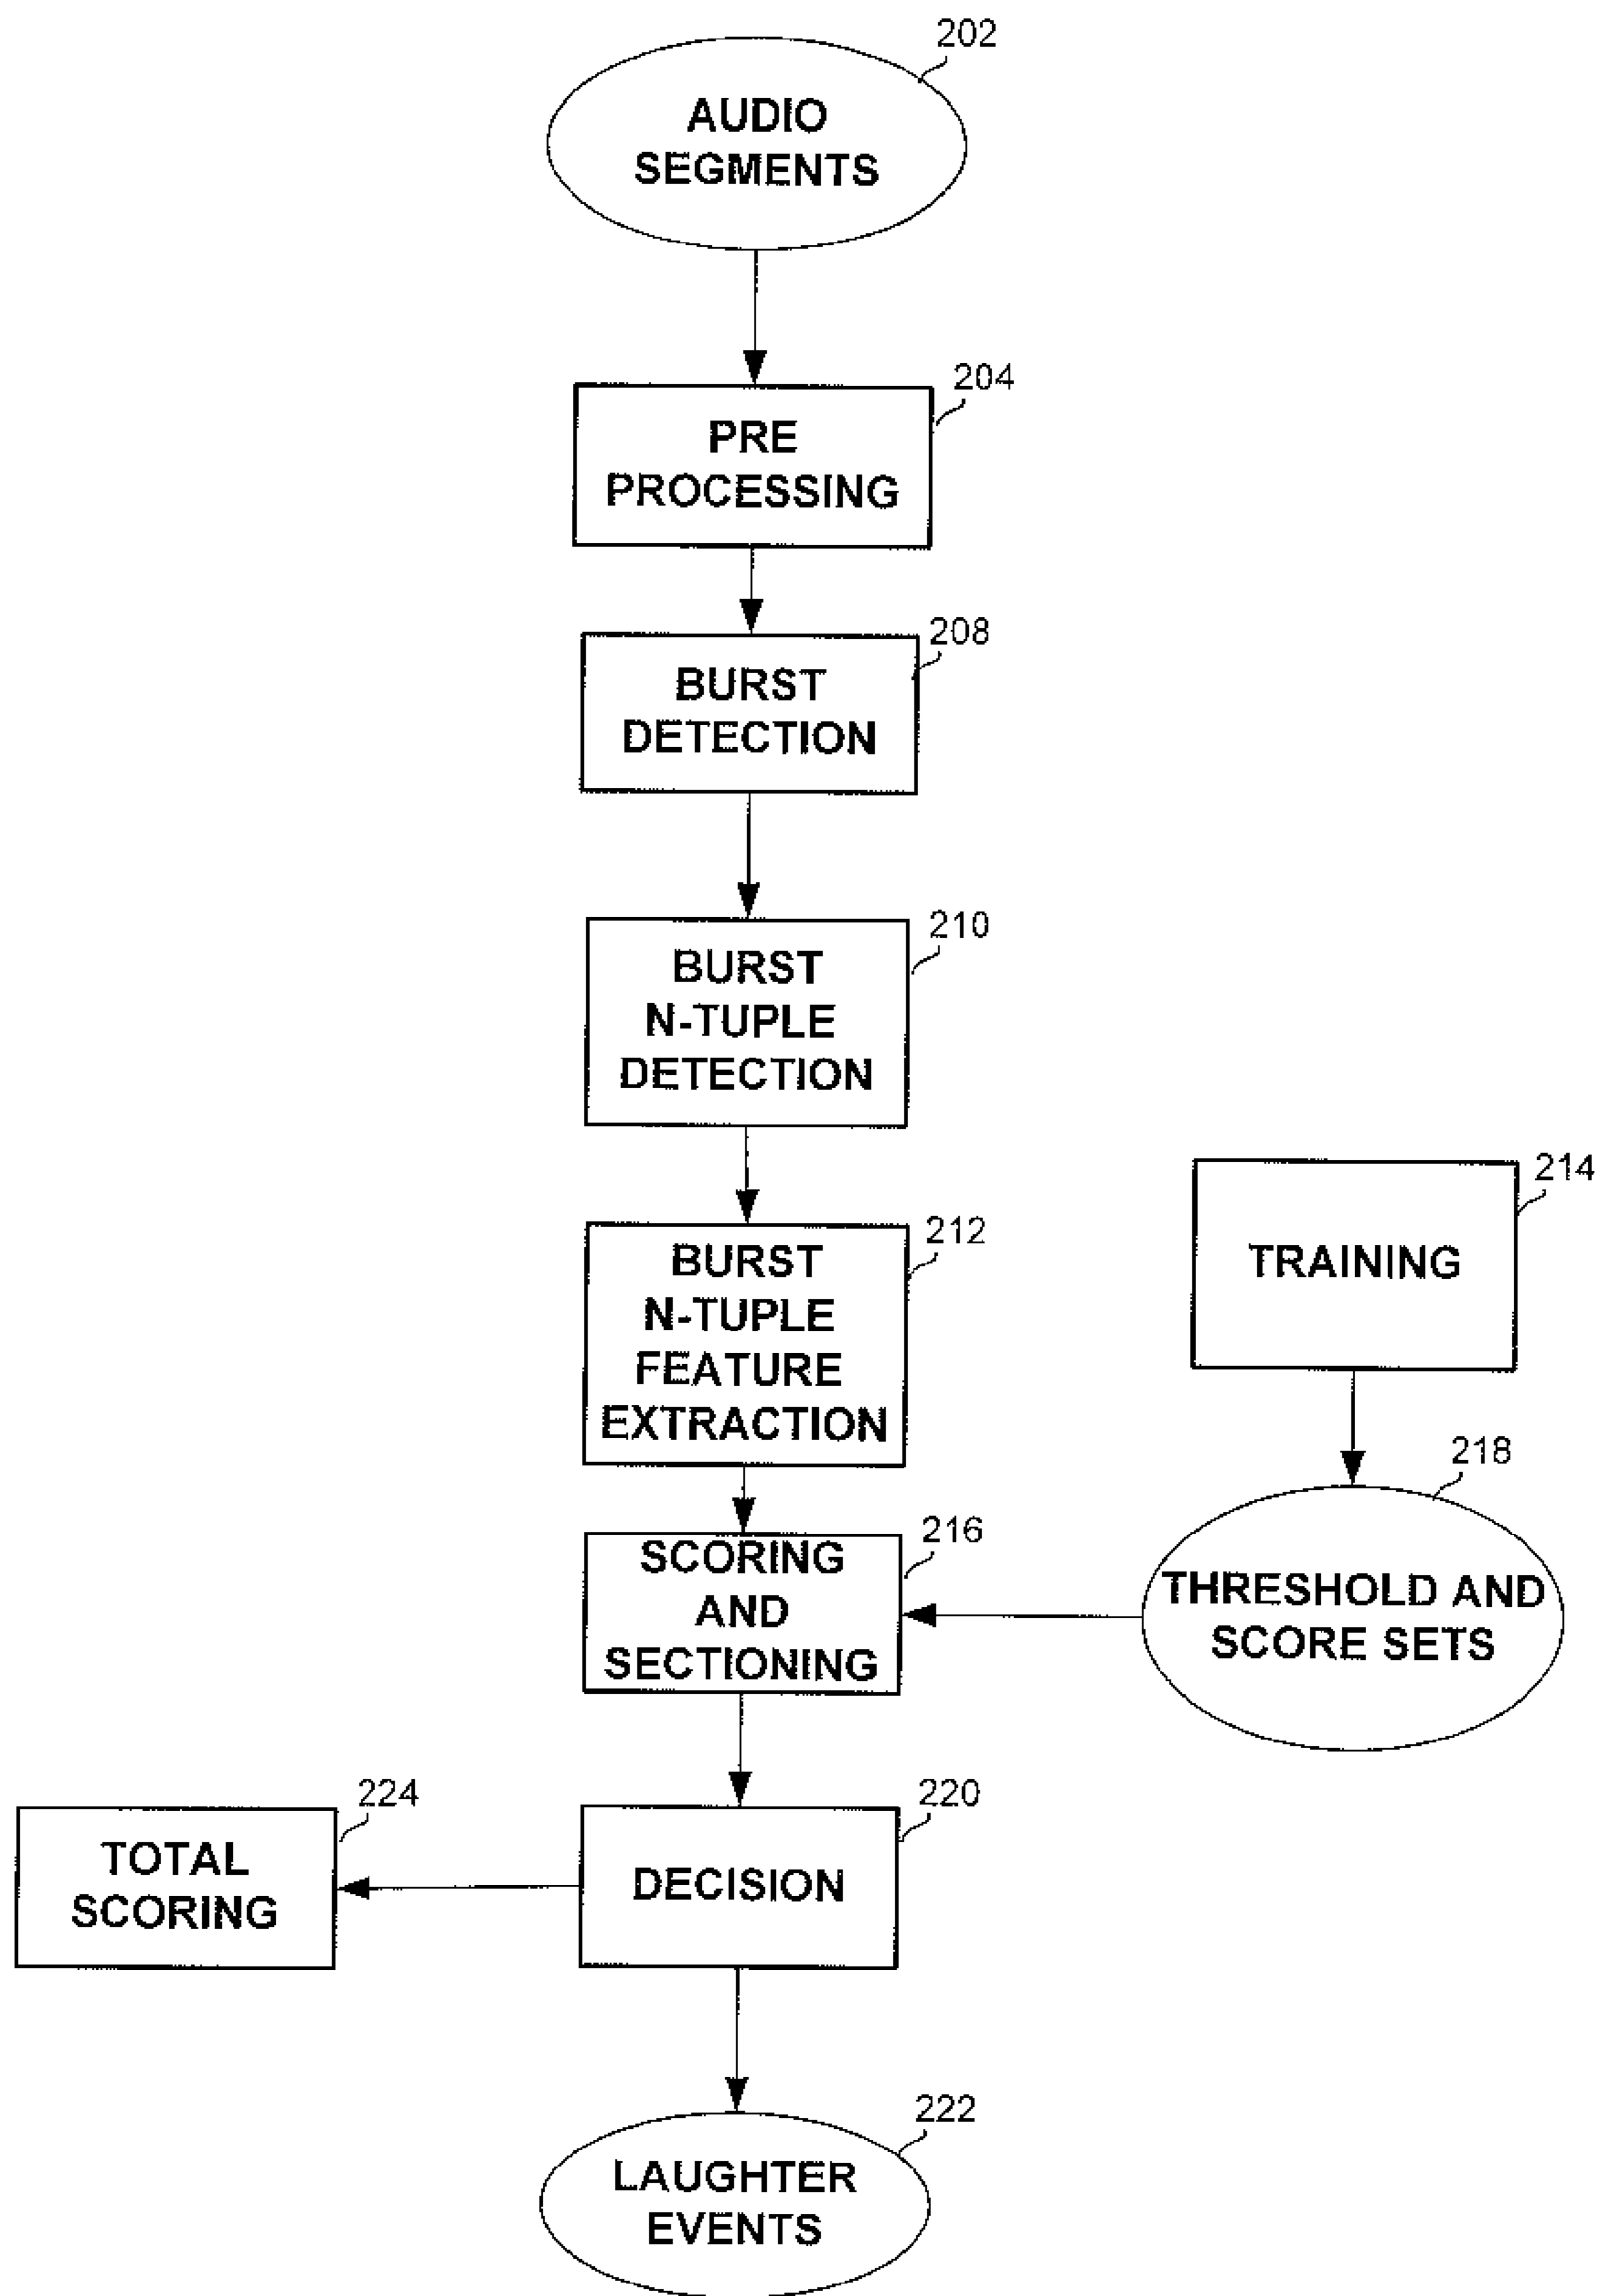 202
AUDIO
SEGMENTS
204
PRE
PROCESSING
208
BURST
DETECTION
210
BURST
N-TUPLE
DETECTION
212
BURST
N-TUPLE
FEATURE
EXTRACTION
214
TRAINING
216
SCORING
AND
SECTIONING
218
THRESHOLD AND
SCORE SETS
220
DECISION
224
TOTAL
SCORING
222
LAUGHTER
EVENTS